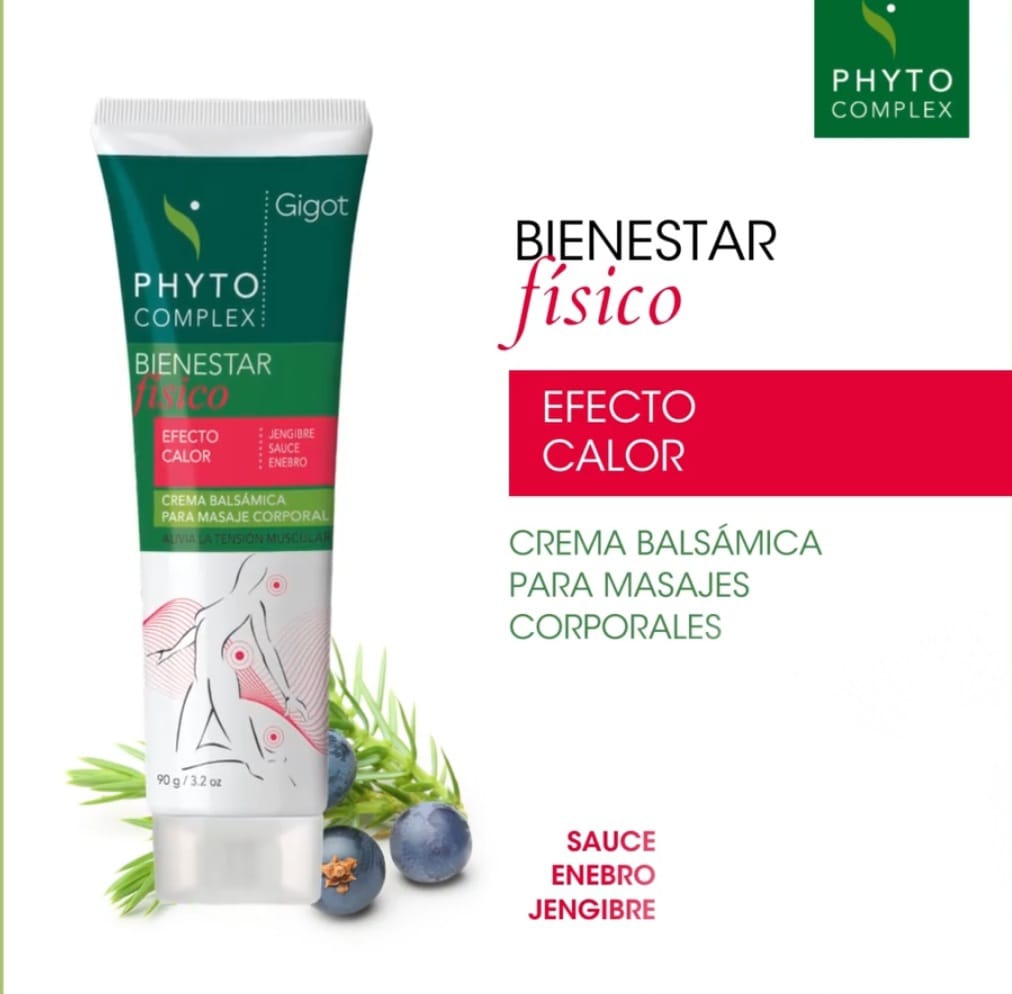 PHYTO
COMPLEX
Gigot
PHYTO
COMPLEX
BIENESTAR
físico
EFECTO
CALOR
JENGIBRE
SAUCE
ENEBRO
CREMA BALSÁMICA
PARA MASAJE CORPORAL
ALIVIA LA TENSIÓN MUSCULAR
90 g / 3.2 oz
BIENESTAR
físico
EFECTO
CALOR
CREMA BALSÁMICA
PARA MASAJES
CORPORALES
SAUCE
ENEBRO
JENGIBRE